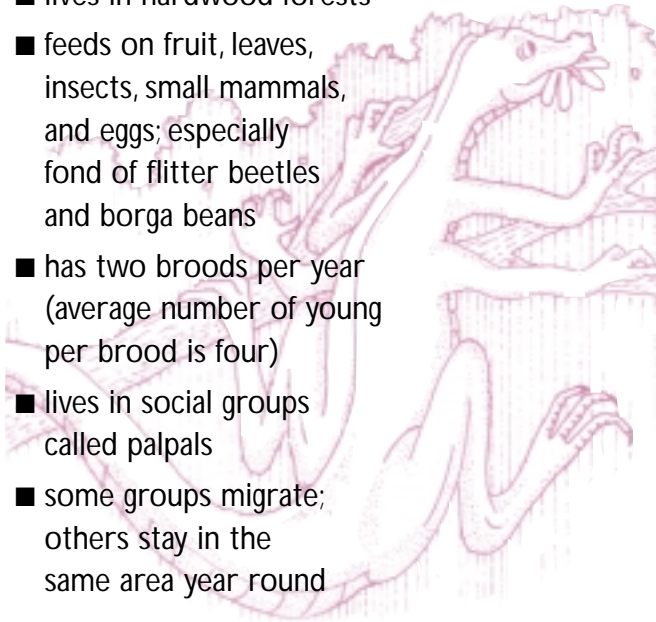 ■ lives in hardwood forests
■ feeds on fruit, leaves,
insects, small mammals,
and eggs; especially
fond of flitter beetles
and borga beans
■ has two broods per year
(average number of young
per brood is four)
■ lives in social groups
called palpals
■ some groups migrate;
others stay in the
same area year round